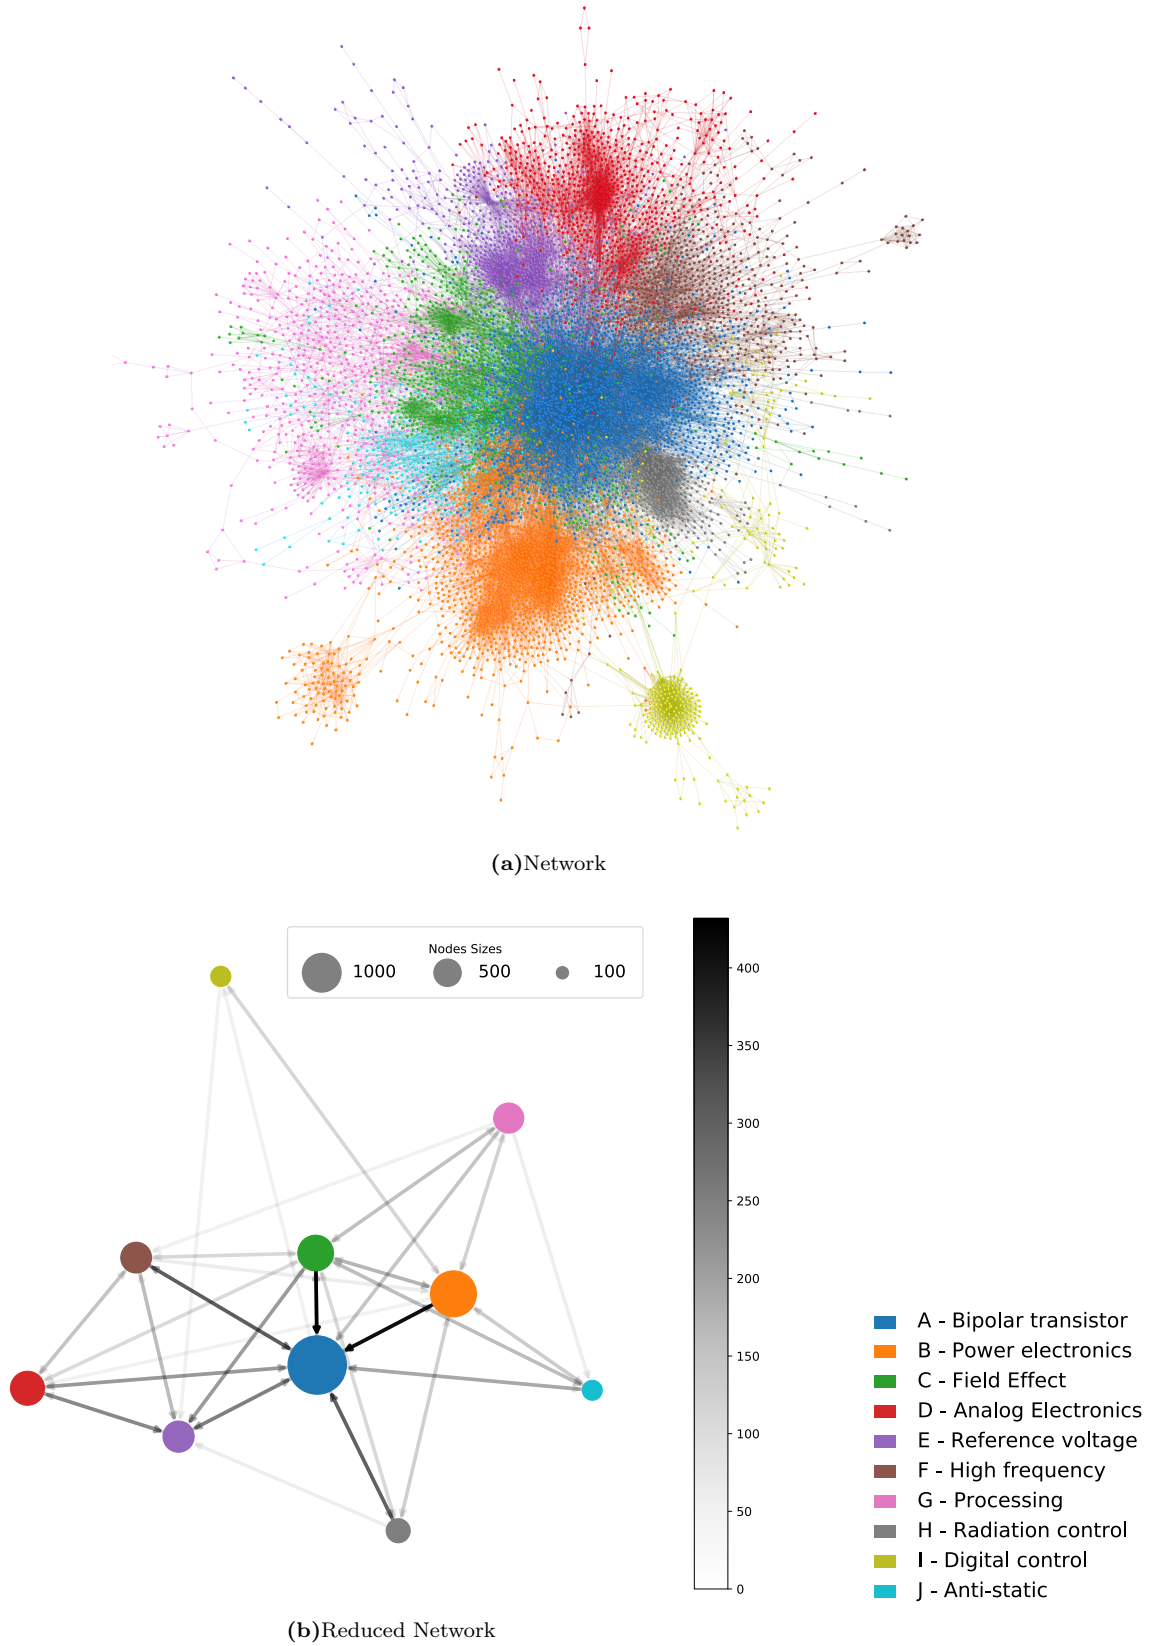 (a)Network
Nodes Sizes
1000 500 100
400
350
300
250
200
150
100
50
0
A - Bipolar transistor
B - Power electronics
C - Field Effect
D - Analog Electronics
E - Reference voltage
F - High frequency
G - Processing
H - Radiation control
I - Digital control
J - Anti-static
(b)Reduced Network